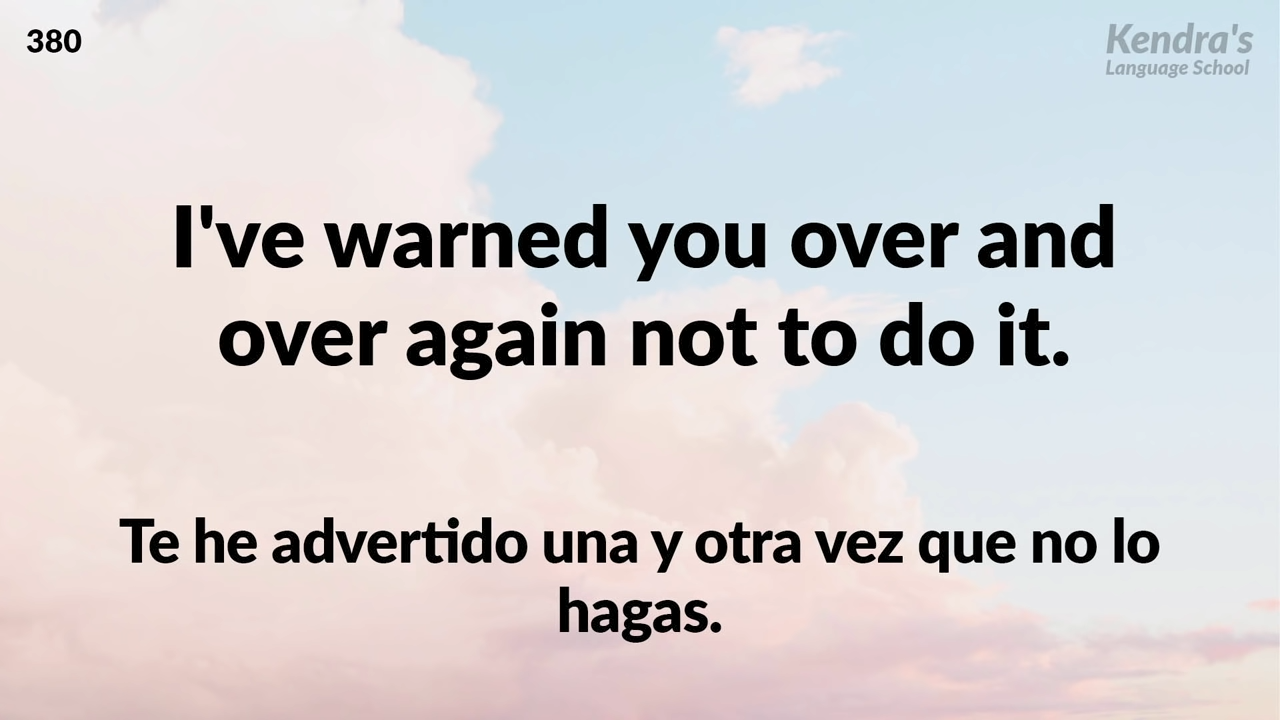 380
Kendra's
Language School
I've warned you over and
over again not to do it.
Te he advertido una y otra vez que no lo
hagas.